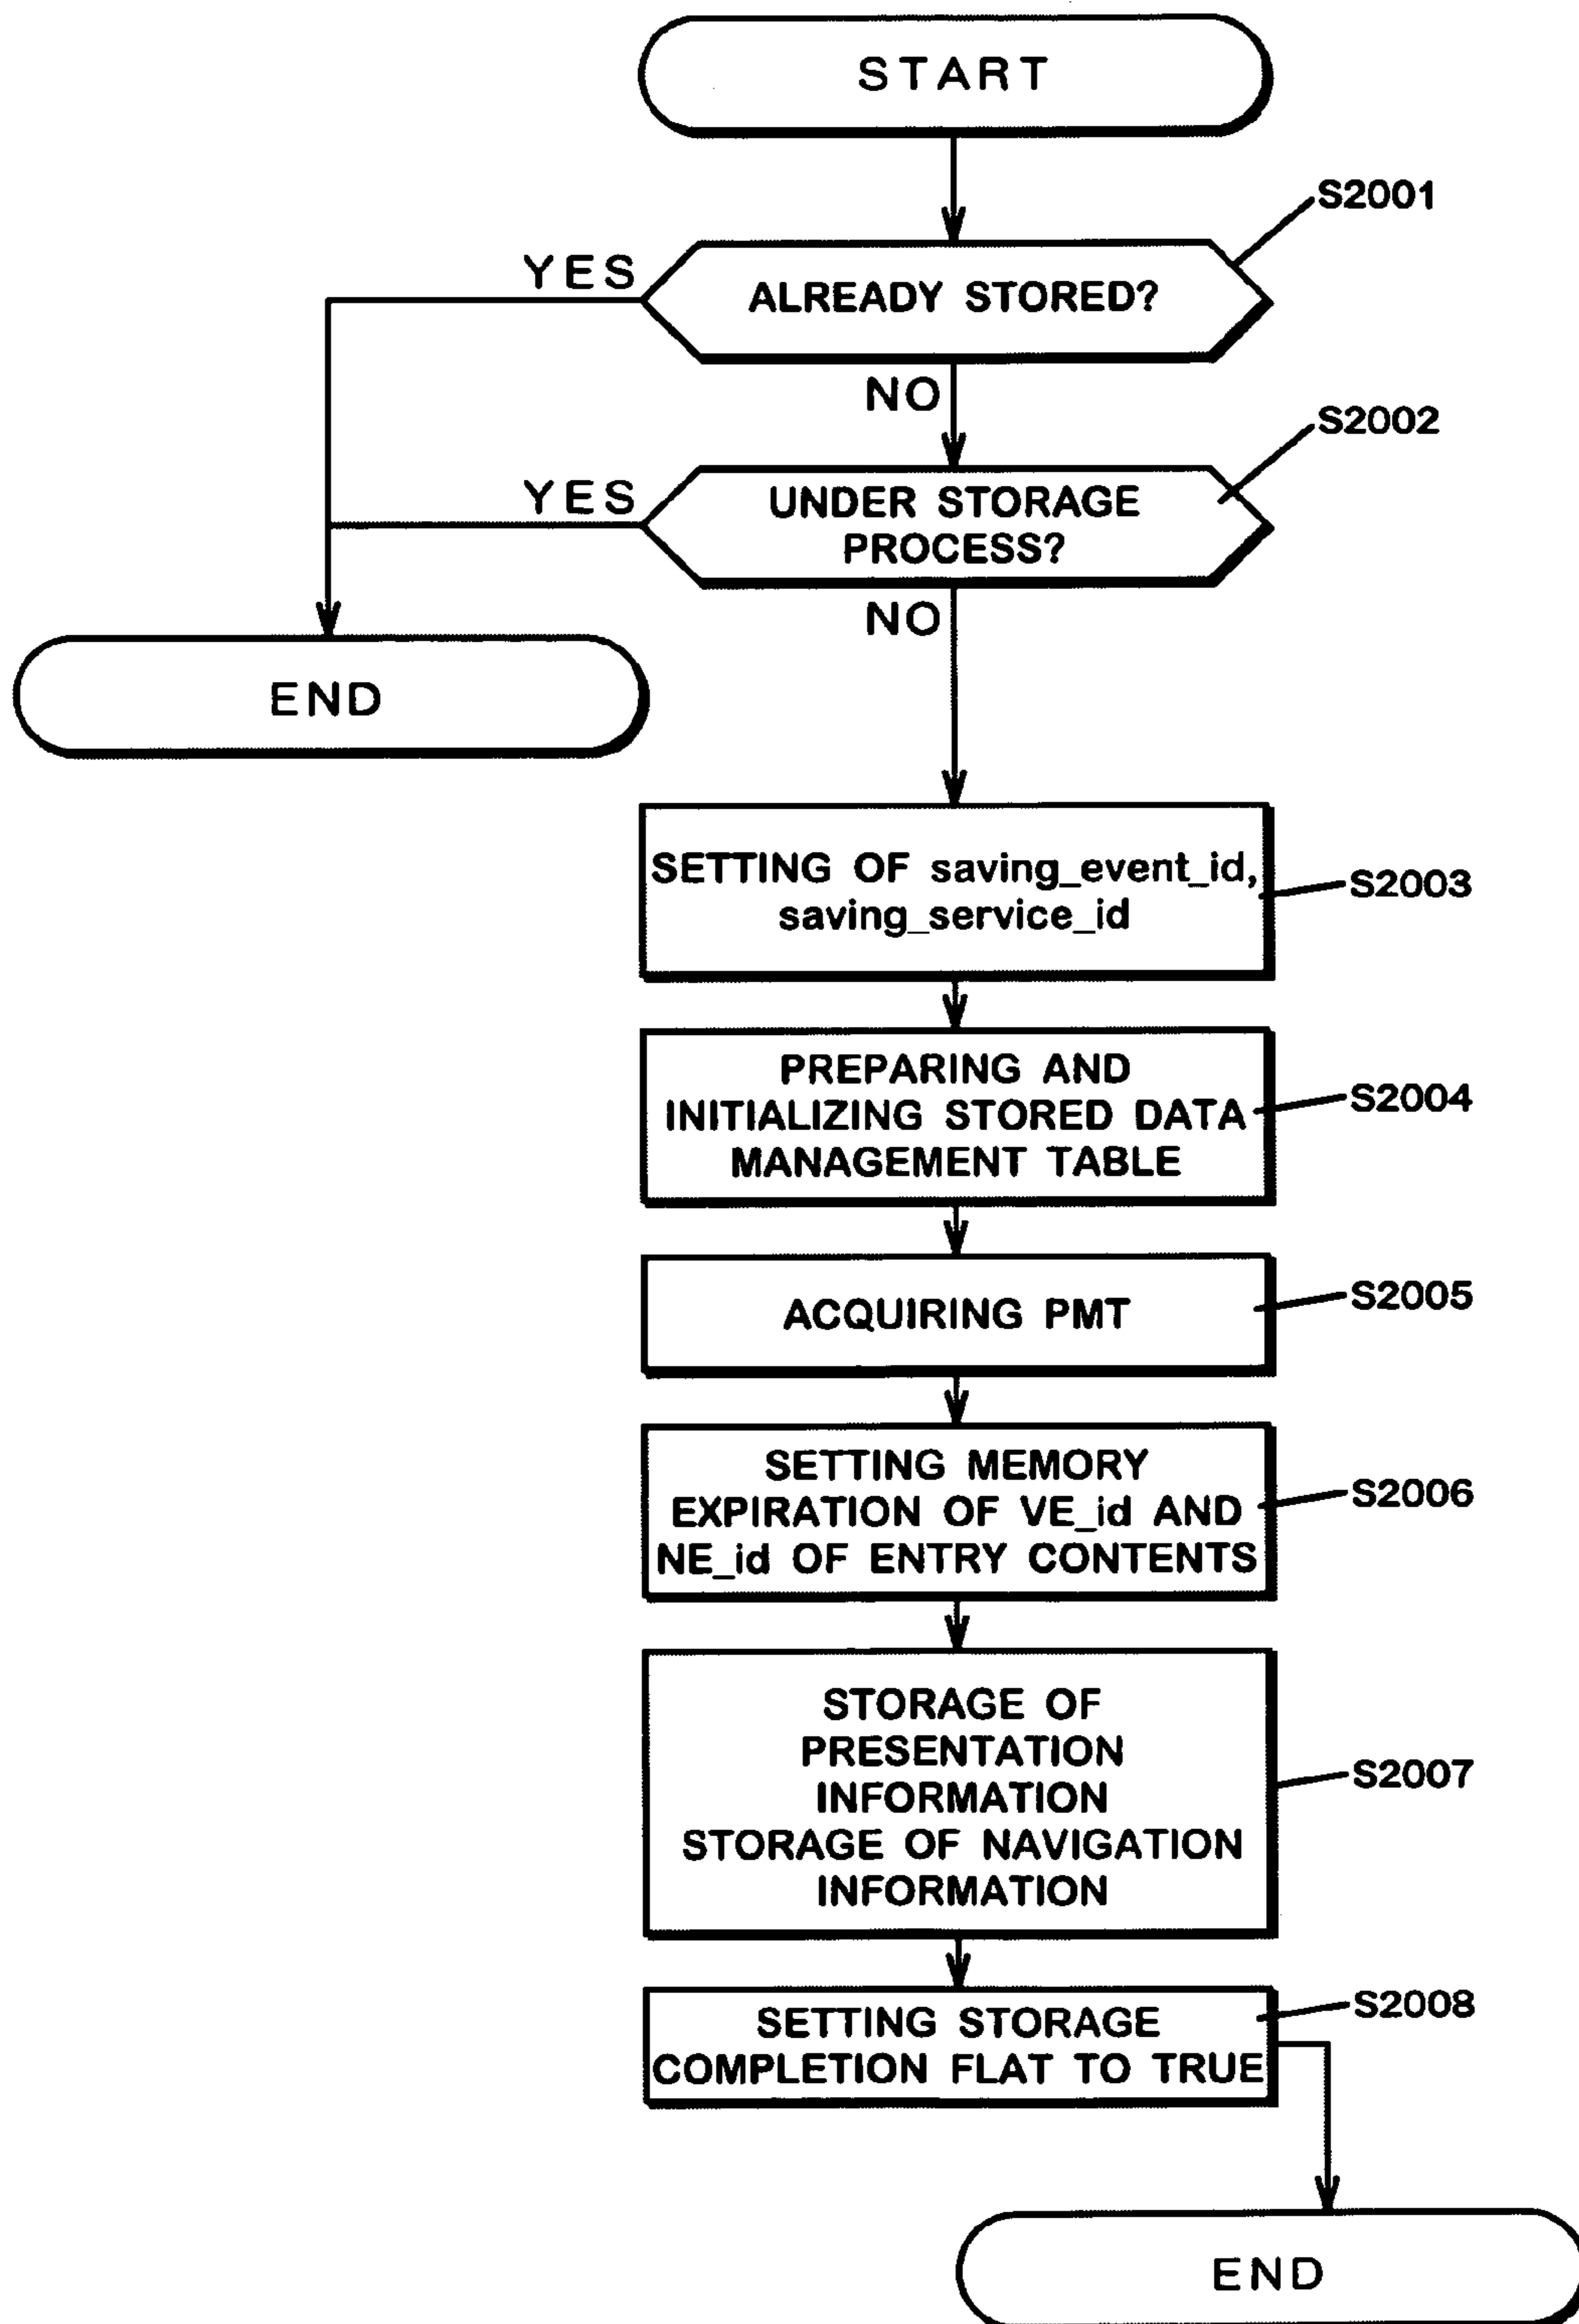 START
S2001
YES
ALREADY STORED?
NO
S2002
YES
UNDER STORAGE
PROCESS?
NO
END
SETTING OF saving_event_id,
saving_service_id
S2003
PREPARING AND
INITIALIZING STORED DATA
MANAGEMENT TABLE
S2004
ACQUIRING PMT
S2005
SETTING MEMORY
EXPIRATION OF VE_id AND
NE_id OF ENTRY CONTENTS
S2006
STORAGE OF
PRESENTATION
INFORMATION
STORAGE OF NAVIGATION
INFORMATION
S2007
SETTING STORAGE
COMPLETION FLAT TO TRUE
S2008
END